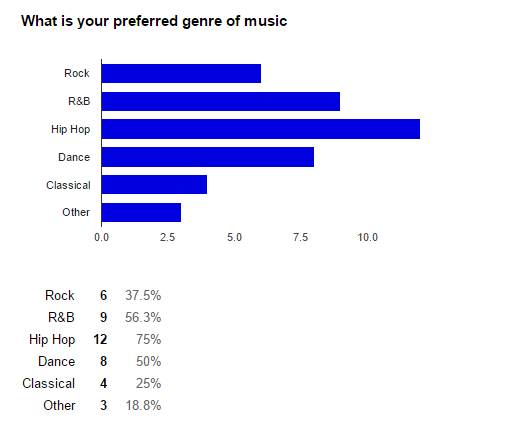 What is your preferred genre of music
Rock
R&B
Hip Hop
Dance
Classical
Other
0.0 2.5 5.0 7.5 10.0
Rock 6 37.5%
R&B 9 56.3%
Hip Hop 12 75%
Dance 8 50%
Classical 4 25%
Other 3 18.8%